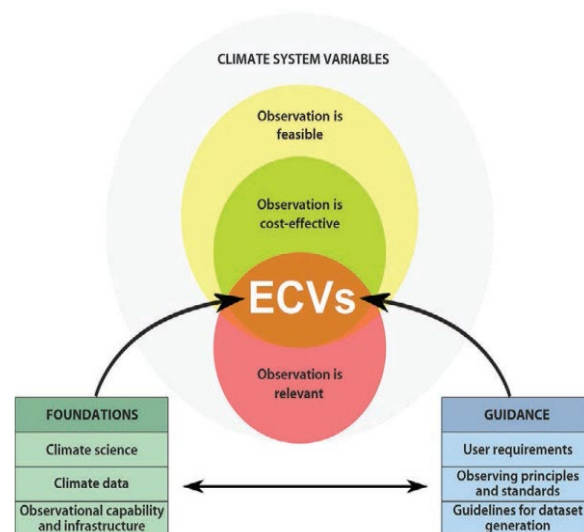 CLIMATE SYSTEM VARIABLES
Observation is
feasible
Observation is
cost-effective
ECVs
Observation is
relevant
FOUNDATIONS
Climate science
Climate data
Observational capability
and infrastructure
GUIDANCE
User requirements
Observing principles
and standards
Guidelines for dataset
generation